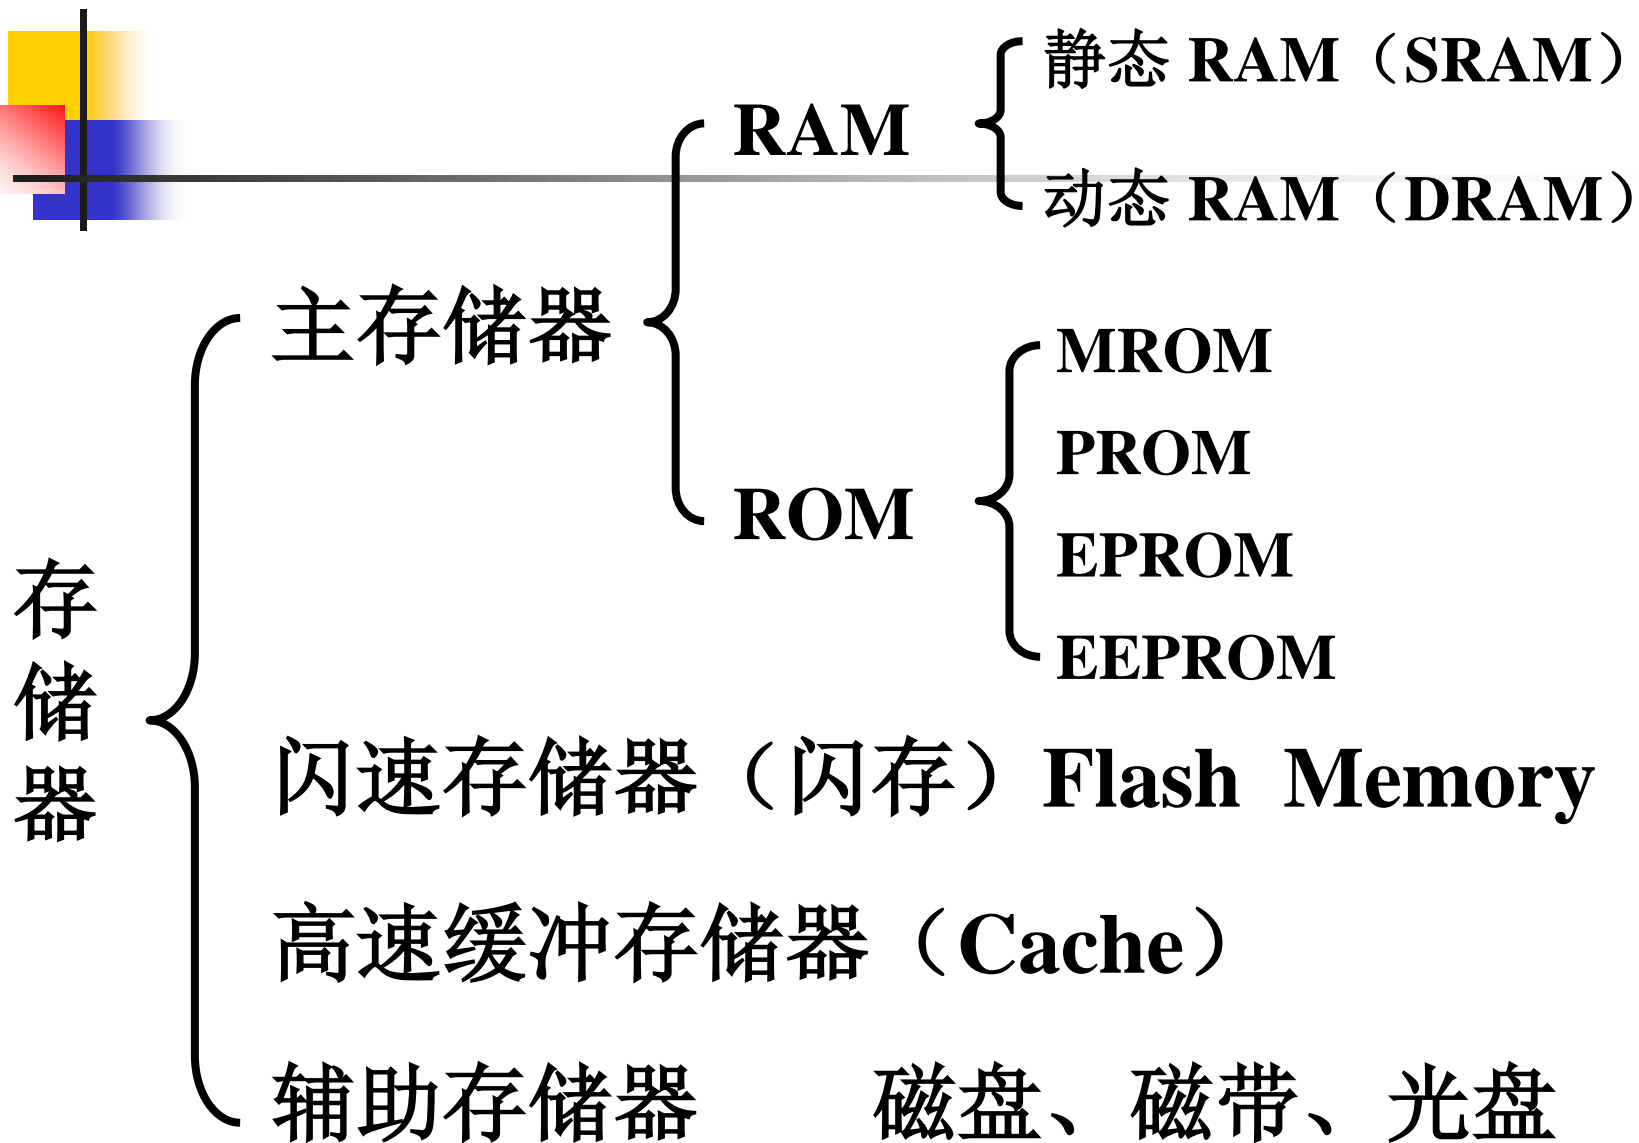 静态 RAM（SRAM）
RAM
动态 RAM（DRAM）
主存储器
MROM
PROM
ROM
EPROM
EEPROM
存储器
闪速存储器（闪存）Flash Memory
高速缓冲存储器（Cache）
辅助存储器 磁盘、磁带、光盘